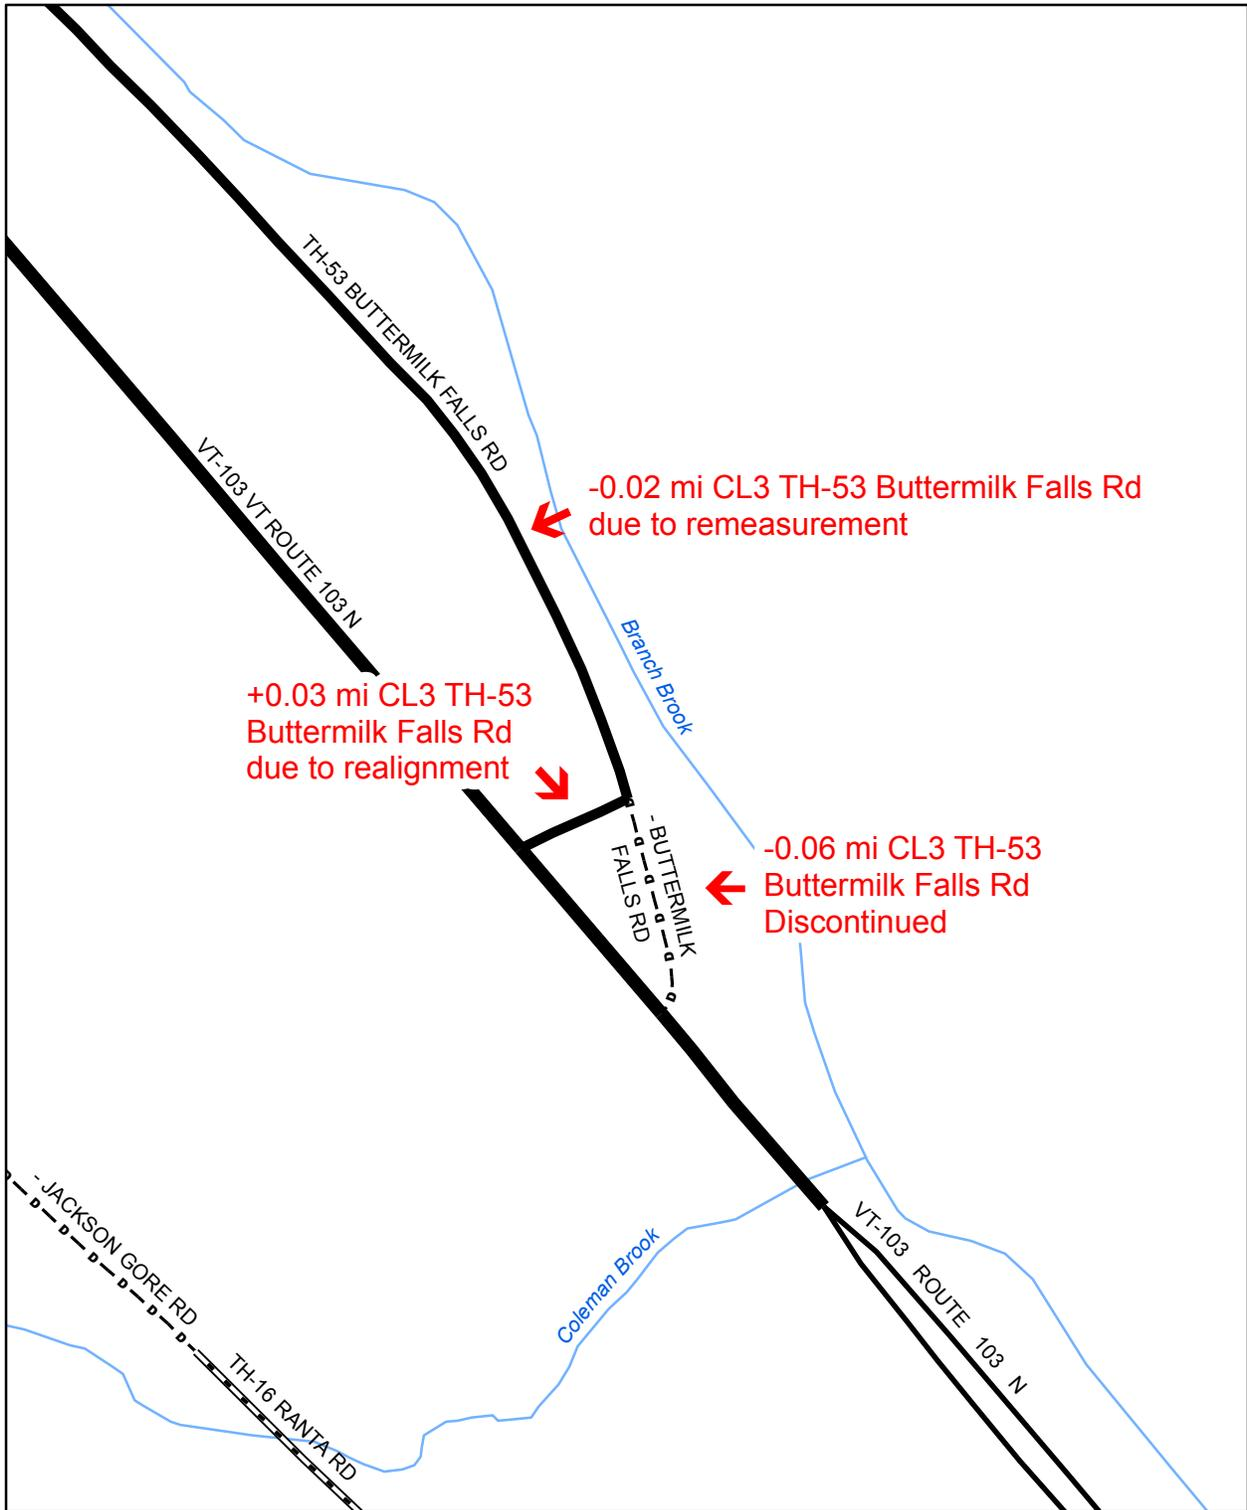 TH-53 BUTTERMILK FALLS RD
VT-103 VT ROUTE 103 N
-0.02 mi CL3 TH-53 Buttermilk Falls Rd
due to remeasurement
Branch Brook
+0.03 mi CL3 TH-53
Buttermilk Falls Rd
due to realignment
- BUTTERMILK
FALLS RD
-0.06 mi CL3 TH-53
Buttermilk Falls Rd
Discontinued
- JACKSON GORE RD
TH-16 RANTA RD
Coleman Brook
VT-103 ROUTE 103 N